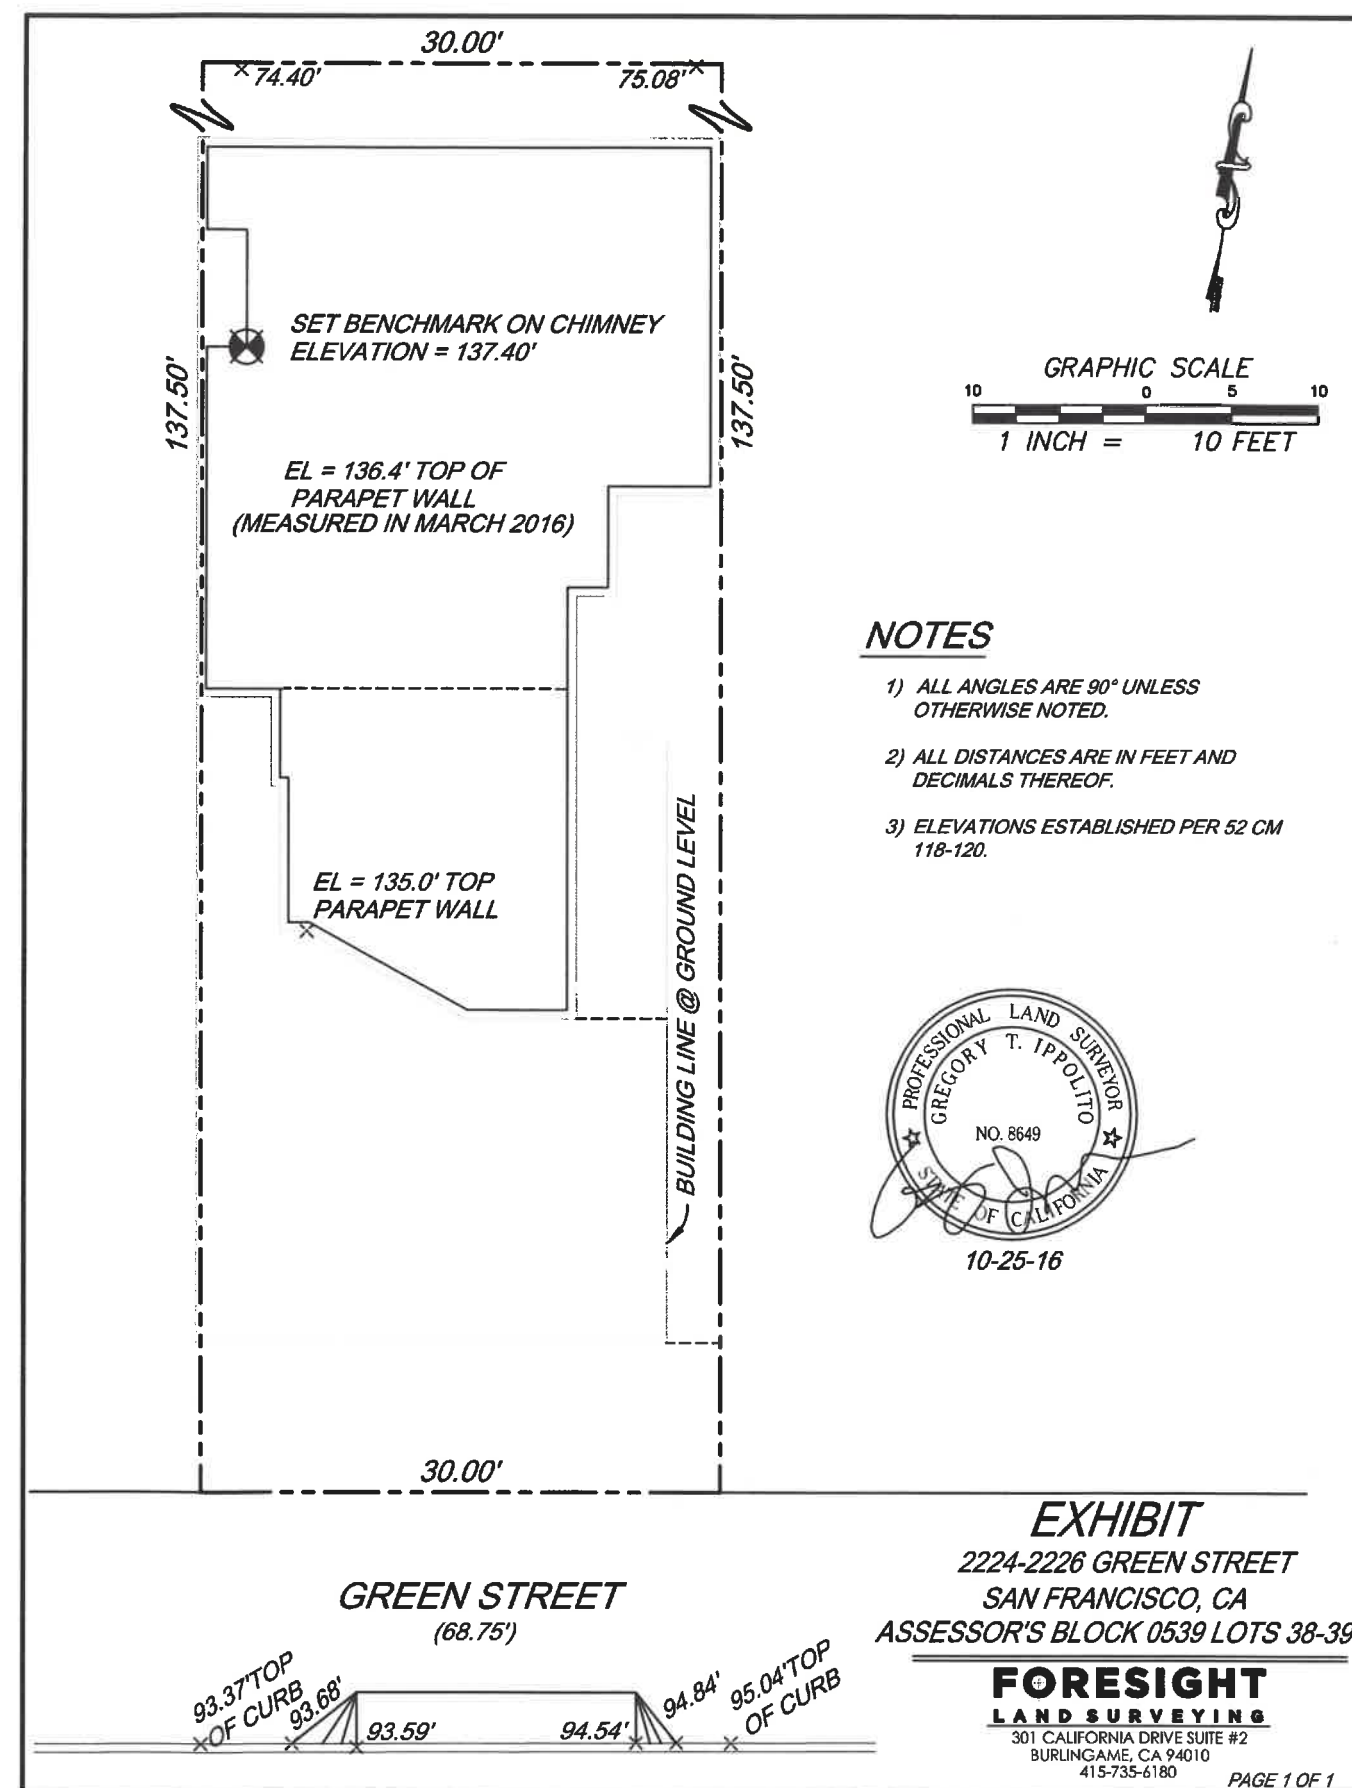 30.00'
74.40'
75.08'
137.50'
SET BENCHMARK ON CHIMNEY
ELEVATION = 137.40'
137.50'
EL = 136.4' TOP OF
PARAPET WALL
(MEASURED IN MARCH 2016)
EL = 135.0' TOP
PARAPET WALL
BUILDING LINE @ GROUND LEVEL
30.00'
GRAPHIC SCALE
10 0 5 10
1 INCH = 10 FEET
NOTES
1) ALL ANGLES ARE 90° UNLESS
OTHERWISE NOTED.
2) ALL DISTANCES ARE IN FEET AND
DECIMALS THEREOF.
3) ELEVATIONS ESTABLISHED PER 52 CM
118-120.
PROFESSIONAL LAND SURVEYOR
GREGORY T. IPPOLITO
NO. 8649
STATE OF CALIFORNIA
10-25-16
GREEN STREET
(68.75')
93.37'TOP
OF CURB
93.68'
93.59'
94.54'
94.84'
95.04'TOP
OF CURB
EXHIBIT
2224-2226 GREEN STREET
SAN FRANCISCO, CA
ASSESSOR'S BLOCK 0539 LOTS 38-39
FORESIGHT
LAND SURVEYING
301 CALIFORNIA DRIVE SUITE #2
BURLINGAME, CA 94010
415-735-6180
PAGE 1 OF 1